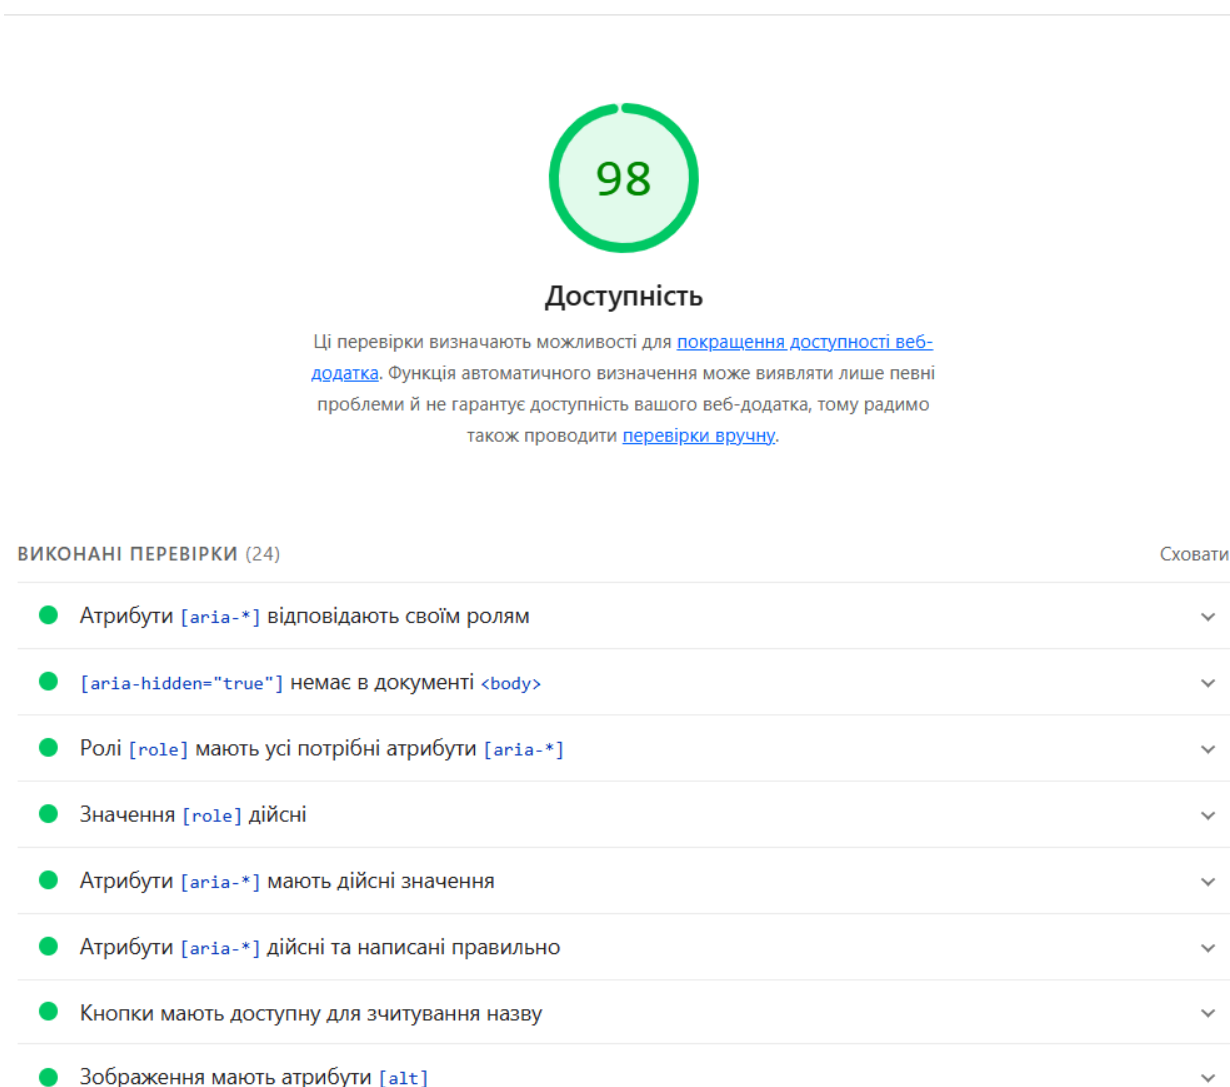 98
Доступність
Ці перевірки визначають можливості для покращення доступності веб-
додатка. Функція автоматичного визначення може виявляти лише певні
проблеми й не гарантує доступність вашого веб-додатка, тому радимо
також проводити перевірки вручну.
ВИКОНАНІ ПЕРЕВІРКИ (24) Сховати
Атрибути [aria-*] відповідають своїм ролям
[aria-hidden="true"] немає в документі <body>
Ролі [role] мають усі потрібні атрибути [aria-*]
Значення [role] дійсні
Атрибути [aria-*] мають дійсні значення
Атрибути [aria-*] дійсні та написані правильно
Кнопки мають доступну для зчитування назву
Зображення мають атрибути [alt]